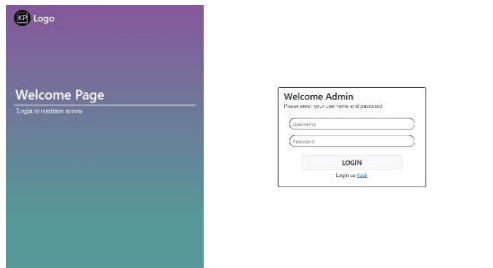 KP Logo
Welcome Page
Login to continue access
Welcome Admin
Please enter your username and password
Username
Password
LOGIN
Login as